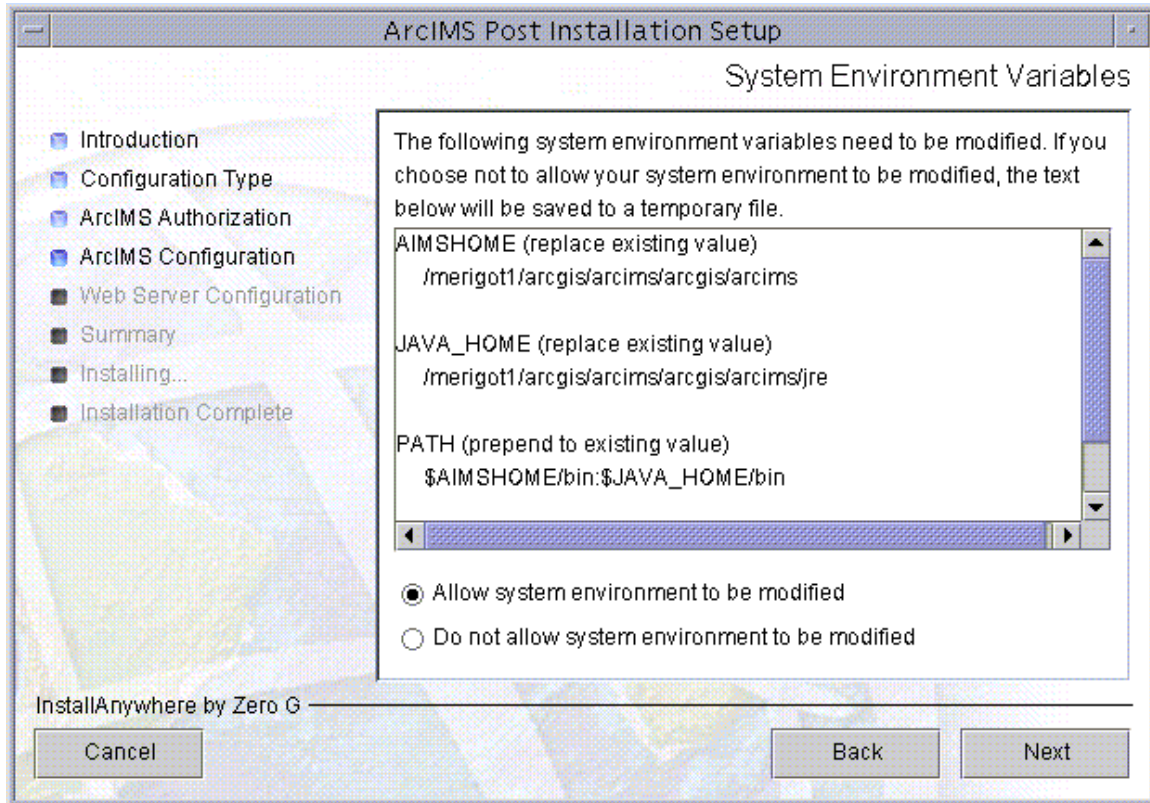 ArcIMS Post Installation Setup
System Environment Variables
Introduction
Configuration Type
ArcIMS Authorization
ArcIMS Configuration
Web Server Configuration
Summary
Installing...
Installation Complete
The following system environment variables need to be modified. If you
choose not to allow your system environment to be modified, the text
below will be saved to a temporary file.
AIMSHOME (replace existing value)
/merigot1/arcgis/arcims/arcgis/arcims
JAVA_HOME (replace existing value)
/merigot1/arcgis/arcims/arcgis/arcims/jre
PATH (prepend to existing value)
$AIMSHOME/bin:$JAVA_HOME/bin
Allow system environment to be modified
Do not allow system environment to be modified
InstallAnywhere by Zero G
Cancel
Back
Next